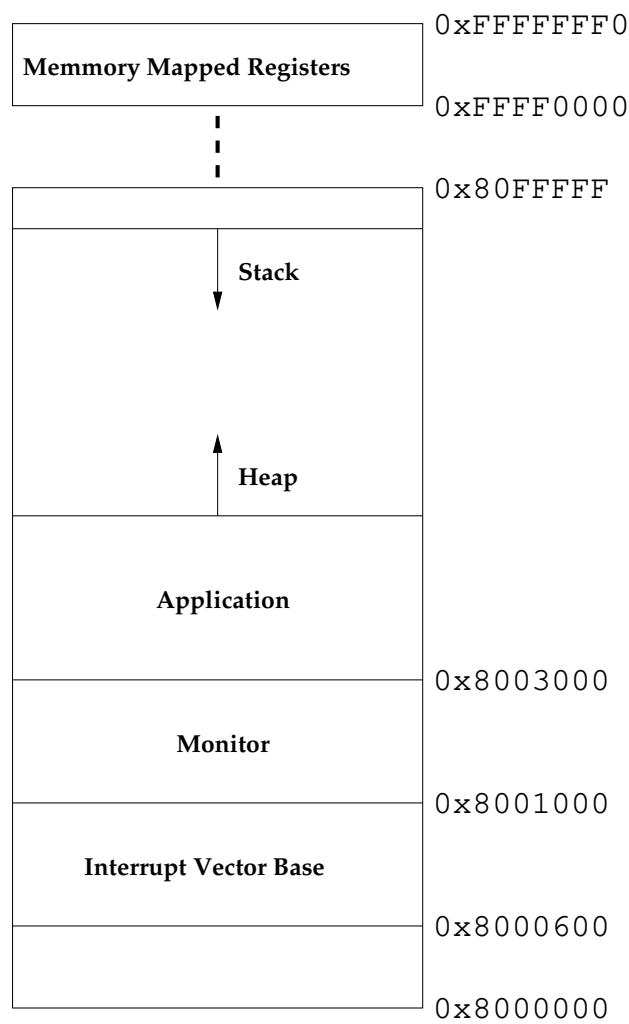 0xFFFFFFF0
Memmory Mapped Registers
0xFFFF0000
0x80FFFFF
Stack
Heap
Application
0x8003000
Monitor
0x8001000
Interrupt Vector Base
0x8000600
0x8000000